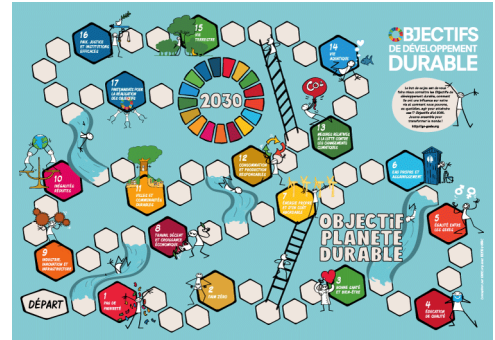 OBJECTIFS
DE DÉVELOPPEMENT
DURABLE
16
PAIX, JUSTICE
ET INSTITUTIONS
EFFICACES
15
VIE
TERRESTRE
14
VIE
AQUATIQUE
17
PARTENARIATS POUR
LA RÉALISATION
DES OBJECTIFS
2030
CO₂
13
MESURES RELATIVES
À LA LUTTE CONTRE
LES CHANGEMENTS
CLIMATIQUES
12
CONSOMMATION
ET PRODUCTION
RESPONSABLES
6
EAU PROPRE ET
ASSAINISSEMENT
10
INÉGALITÉS
RÉDUITES
11
VILLES ET
COMMUNAUTÉS
DURABLES
8
TRAVAIL DÉCENT
ET CROISSANCE
ÉCONOMIQUE
5
ÉGALITÉ ENTRE
LES SEXES
OBJECTIF
PLANÈTE
DURABLE
9
INDUSTRIE,
INNOVATION ET
INFRASTRUCTURE
3
BONNE SANTÉ
ET BIEN-ÊTRE
2
FAIM ZÉRO
DÉPART
1
PAS DE
PAUVRETÉ
4
ÉDUCATION
DE QUALITÉ